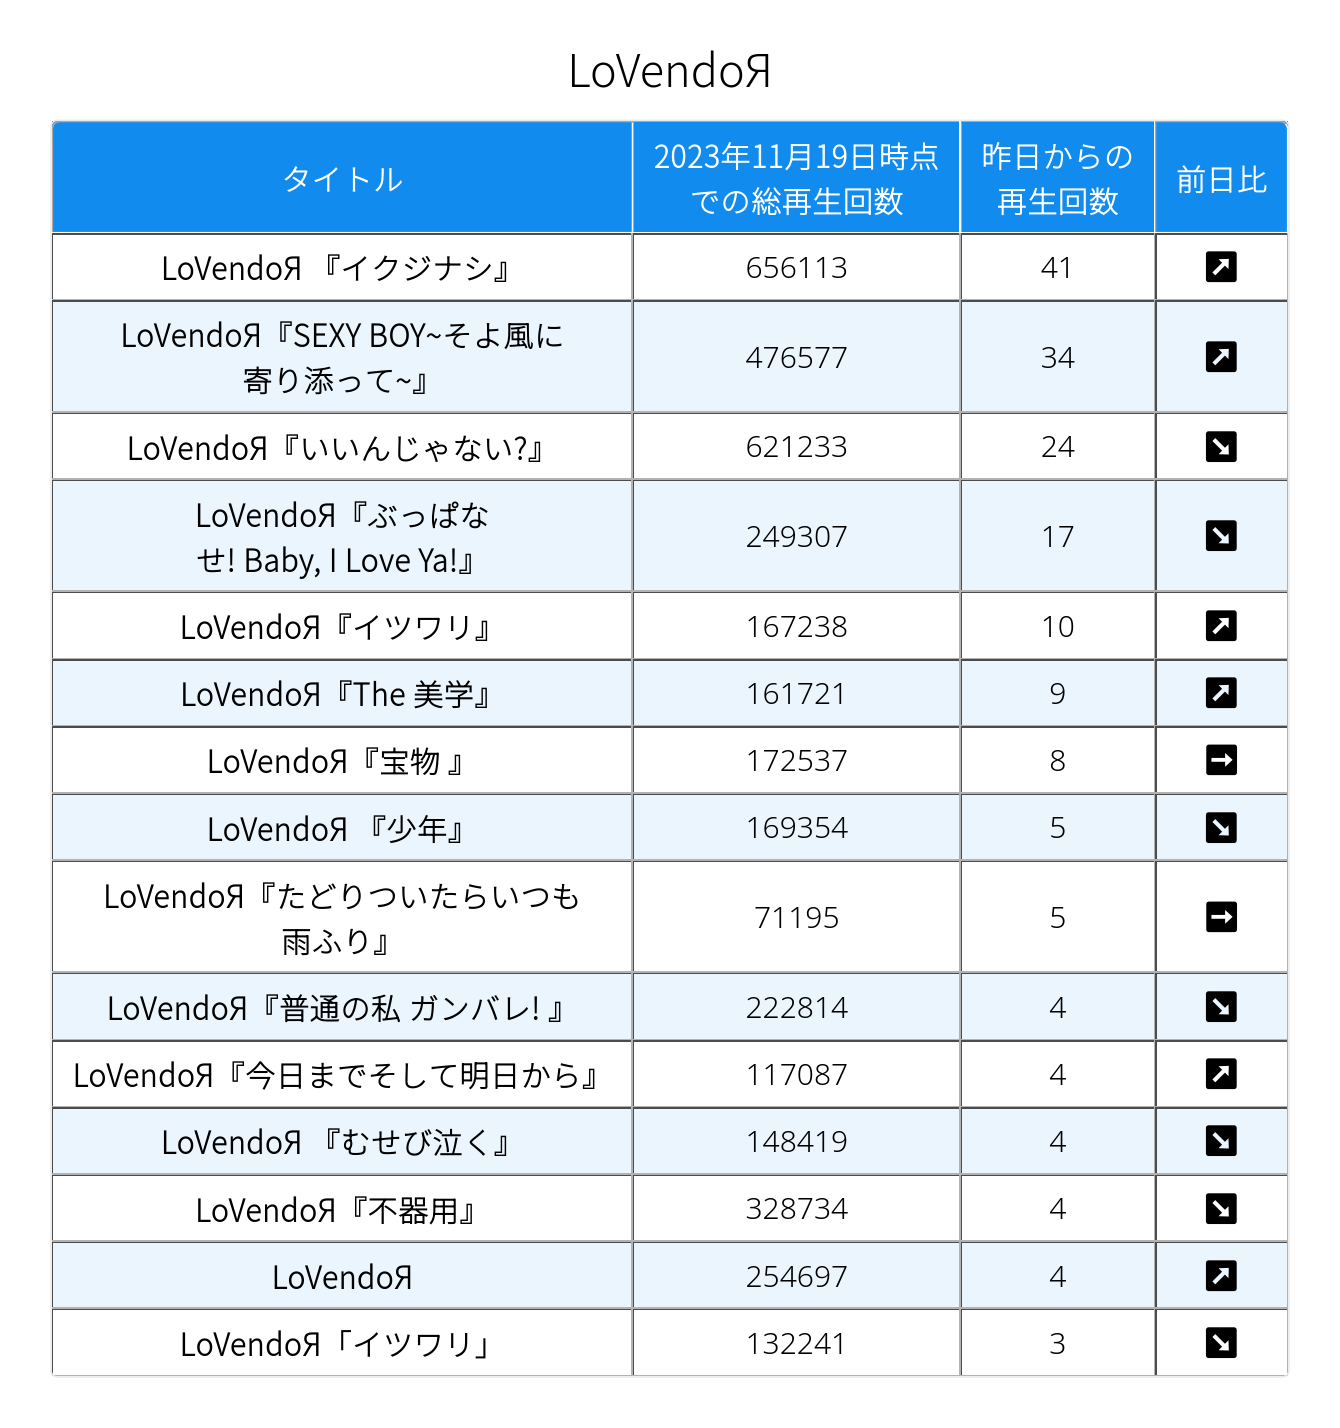 LoVendoЯ
タイトル
2023年11月19日時点
での総再生回数
昨日からの
再生回数
前日比
LoVendoЯ 『イクジナシ』
656113
41
LoVendoЯ『SEXY BOY~そよ風に
寄り添って~』
476577
34
LoVendoЯ『いいんじゃない?』
621233
24
LoVendoЯ『ぶっぱな
せ! Baby, I Love Ya!』
249307
17
LoVendoЯ『イツワリ』
167238
10
LoVendoЯ『The 美学』
161721
9
LoVendoЯ『宝物 』
172537
8
LoVendoЯ 『少年』
169354
5
LoVendoЯ『たどりついたらいつも
雨ふり』
71195
5
LoVendoЯ『普通の私 ガンバレ! 』
222814
4
LoVendoЯ『今日までそして明日から』
117087
4
LoVendoЯ 『むせび泣く』
148419
4
LoVendoЯ『不器用』
328734
4
LoVendoЯ
254697
4
LoVendoЯ「イツワリ」
132241
3